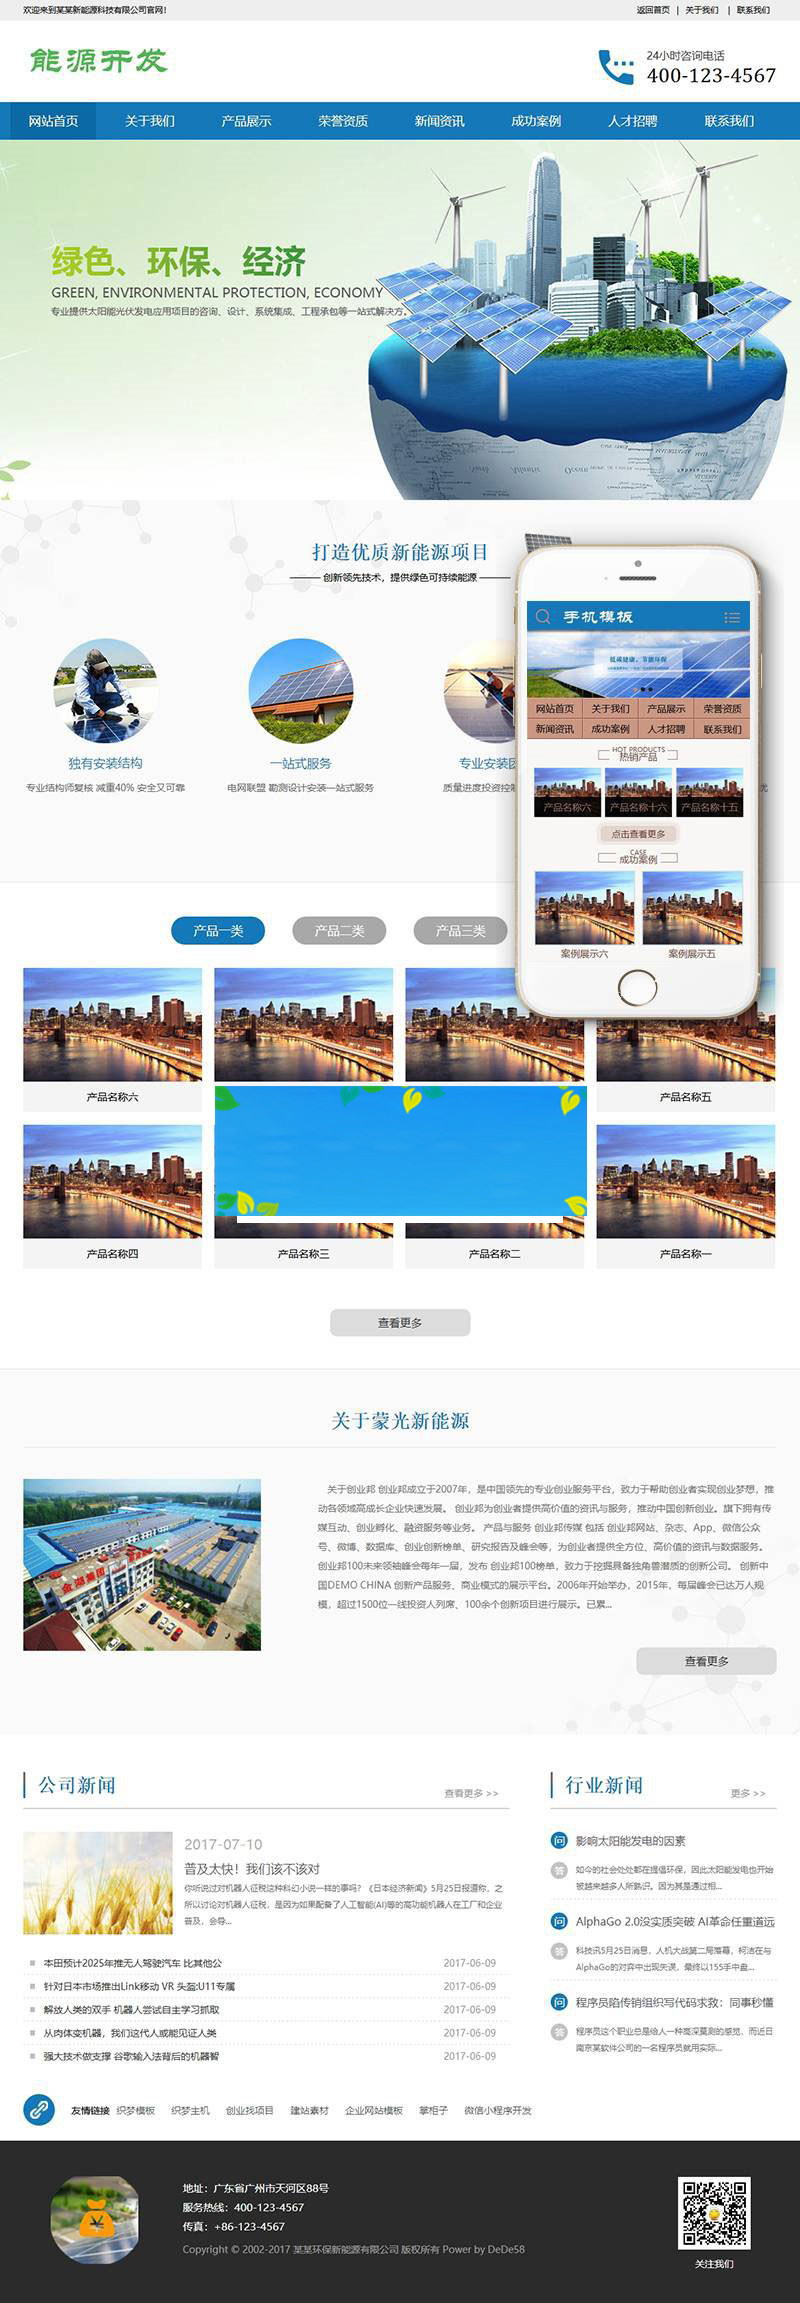 欢迎来到某某新能源科技有限公司官网!
返回首页 | 关于我们 | 联系我们
能源开发
24小时咨询电话
400-123-4567
网站首页 关于我们 产品展示 荣誉资质 新闻资讯 成功案例 人才招聘 联系我们
绿色、环保、经济
GREEN, ENVIRONMENTAL PROTECTION, ECONOMY
专业提供太阳能光伏发电应用项目的咨询、设计、系统集成、工程承包等一站式解决方。
打造优质新能源项目
创新领先技术，提供绿色可持续能源
独有安装结构
专业结构师复核 减重40% 安全又可靠
一站式服务
电网联盟 勘测设计安装一站式服务
专业安装团
质量进度投资控制
手机模板
低碳健康，节能环保
网站首页 关于我们 产品展示 荣誉资质
新闻资讯 成功案例 人才招聘 联系我们
HOT PRODUCTS
热销产品
产品名称六 产品名称十六 产品名称十五
点击查看更多
CASE
成功案例
案例展示六 案例展示五
产品一类 产品二类 产品三类
产品名称六
产品名称五
产品名称四 产品名称三 产品名称二 产品名称一
查看更多
关于蒙光新能源
关于创业邦 创业邦成立于2007年，是中国领先的专业创业服务平台，致力于帮助创业者实现创业梦想，推
动各领域高成长企业快速发展。 创业邦为创业者提供高价值的资讯与服务，推动中国创新创业。旗下拥有传
媒互动、创业孵化、融资服务等业务。 产品与服务 创业邦传媒 包括 创业邦网站、杂志、App、微信公众
号、微博、数据库、创业创新榜单、研究报告及峰会等，为创业者提供全方位、高价值的资讯与数据服务。
创业邦100未来领袖峰会每年一届，发布 创业邦100榜单，致力于挖掘具备独角兽潜质的创新公司。 创新中
国DEMO CHINA 创新产品服务、商业模式的展示平台。2006年开始举办，2015年，每届峰会已达万人规
模，超过1500位一线投资人列席、100余个创新项目进行展示。已累...
查看更多
公司新闻
查看更多 >>
2017-07-10
普及太快！我们该不该对
你听说过对机器人征税这种科幻小说一样的事吗？《日本经济新闻》5月25日报道称，之
所以讨论对机器人征税，是因为如果配备了人工智能(AI)等的高功能机器人在工厂和企业
普及，会导...
本田预计2025年推无人驾驶汽车 比其他公 2017-06-09
针对日本市场推出Link移动 VR 头盔:U11专属 2017-06-09
解放人类的双手 机器人尝试自主学习抓取 2017-06-09
从肉体变机器，我们这代人或能见证人类 2017-06-09
强大技术做支撑 谷歌输入法背后的机器智 2017-06-09
行业新闻
更多 >>
问 影响太阳能发电的因素
答 如今的社会处处都在提倡环保，因此太阳能发电也开始
被越来越多人所熟识。因为其是通过相...
问 AlphaGo 2.0没实质突破 AI革命任重道远
答 科技讯5月25日消息，人机大战第二局落幕，柯洁在与
AlphaGo的对弈中出现失误，最终以155手中盘...
问 程序员陷传销组织写代码求救：同事秒懂
答 程序员这个职业总是给人一种高深莫测的感觉，而近日
南京某软件公司的一名程序员就用实际...
友情链接 织梦模板 织梦主机 创业找项目 建站素材 企业网站模板 掌柜子 微信小程序开发
地址：广东省广州市天河区88号
服务热线：400-123-4567
传真：+86-123-4567
Copyright © 2002-2017 某某环保新能源有限公司 版权所有 Power by DeDe58
关注我们